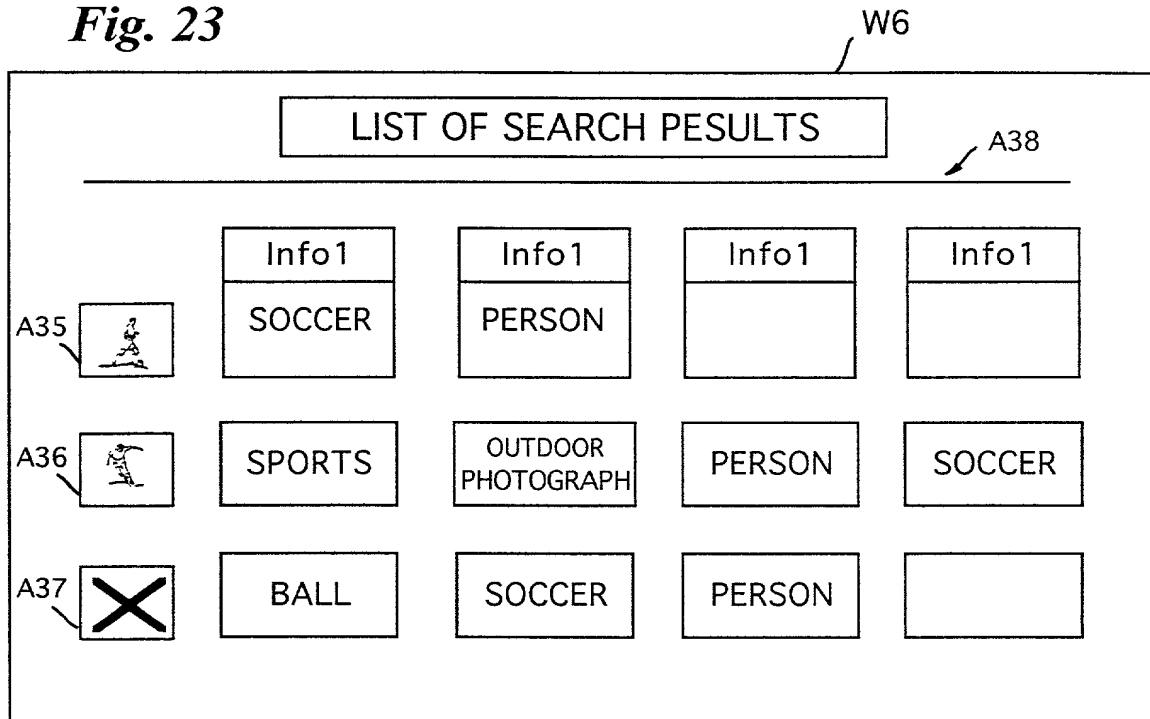 Fig. 23
W6
LIST OF SEARCH PESULTS
A38
Info1 Info1 Info1 Info1
A35 SOCCER PERSON
A36 SPORTS OUTDOOR PHOTOGRAPH PERSON SOCCER
A37 BALL SOCCER PERSON